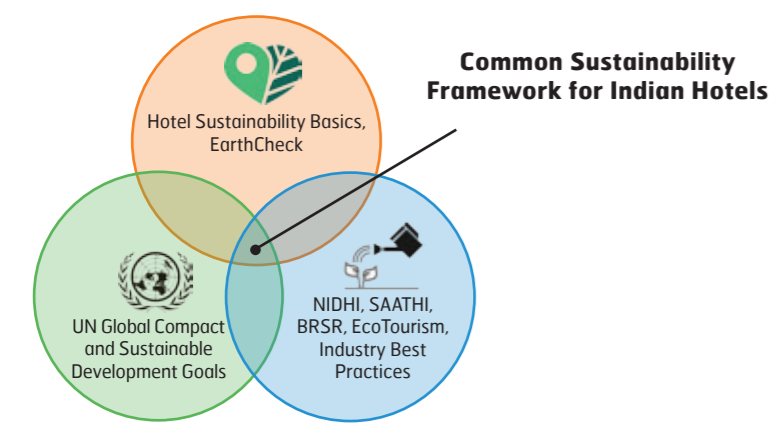 Common Sustainability
Framework for Indian Hotels
Hotel Sustainability Basics,
EarthCheck
UN Global Compact
and Sustainable
Development Goals
NIDHI, SAATHI,
BRSR, EcoTourism,
Industry Best
Practices